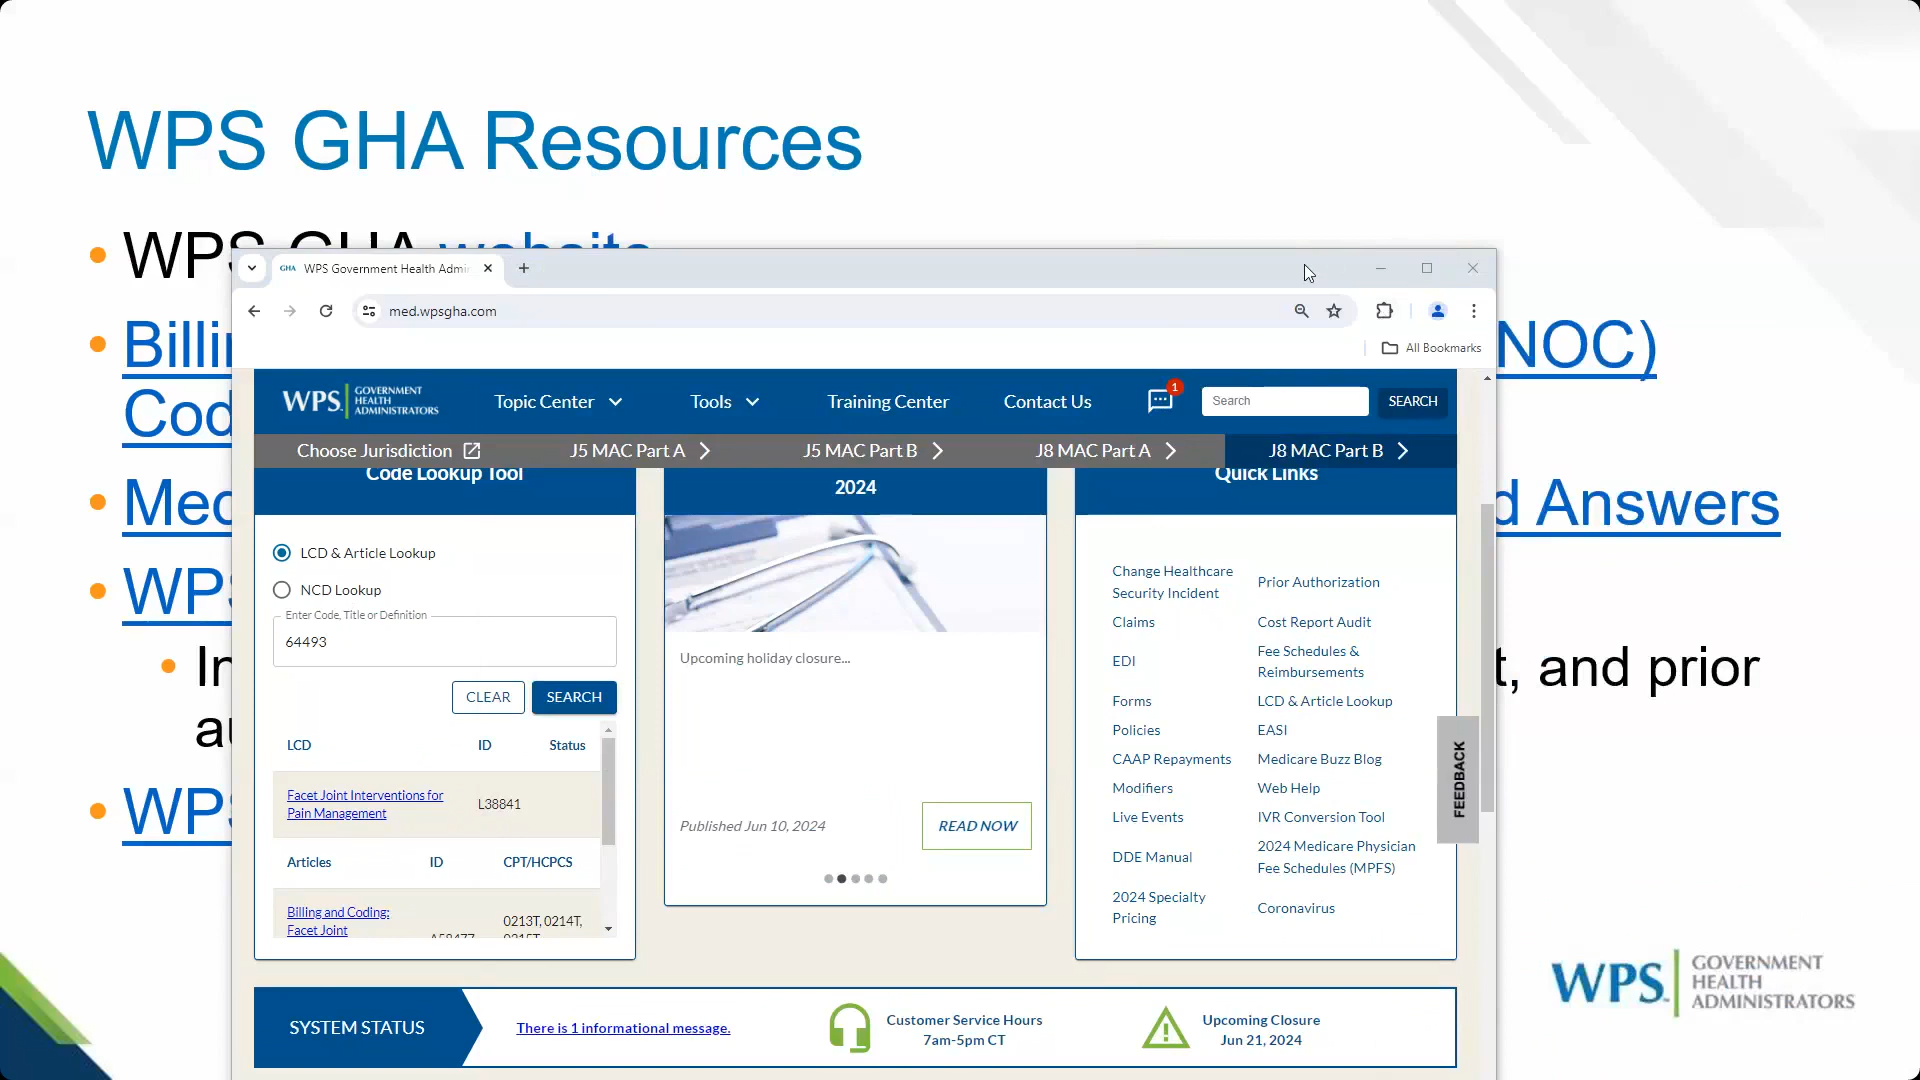 WPS GHA Resources
WPS GHA website
GHA WPS Government Health Admi
med.wpsgha.com
All Bookmarks
NOC)
WPS GOVERNMENT
HEALTH
ADMINISTRATORS
Topic Center
Tools
Training Center
Contact Us
1
Search
SEARCH
Choose Jurisdiction
J5 MAC Part A
J5 MAC Part B
J8 MAC Part A
J8 MAC Part B
Code Lookup Tool
LCD & Article Lookup
NCD Lookup
Enter Code, Title or Definition
64493
CLEAR
SEARCH
LCD ID Status
Facet Joint Interventions for
Pain Management
L38841
Articles ID CPT/HCPCS
Billing and Coding:
Facet Joint
0213T, 0214T,
2024
Upcoming holiday closure...
Published Jun 10, 2024
READ NOW
Quick Links
Change Healthcare
Security Incident
Claims
EDI
Forms
Policies
CAAP Repayments
Modifiers
Live Events
DDE Manual
2024 Specialty
Pricing
Prior Authorization
Cost Report Audit
Fee Schedules &
Reimbursements
LCD & Article Lookup
EASI
Medicare Buzz Blog
Web Help
IVR Conversion Tool
2024 Medicare Physician
Fee Schedules (MPFS)
Coronavirus
FEEDBACK
d Answers
t, and prior
SYSTEM STATUS
There is 1 informational message.
Customer Service Hours
7am-5pm CT
Upcoming Closure
Jun 21, 2024
WPS GOVERNMENT
HEALTH
ADMINISTRATORS